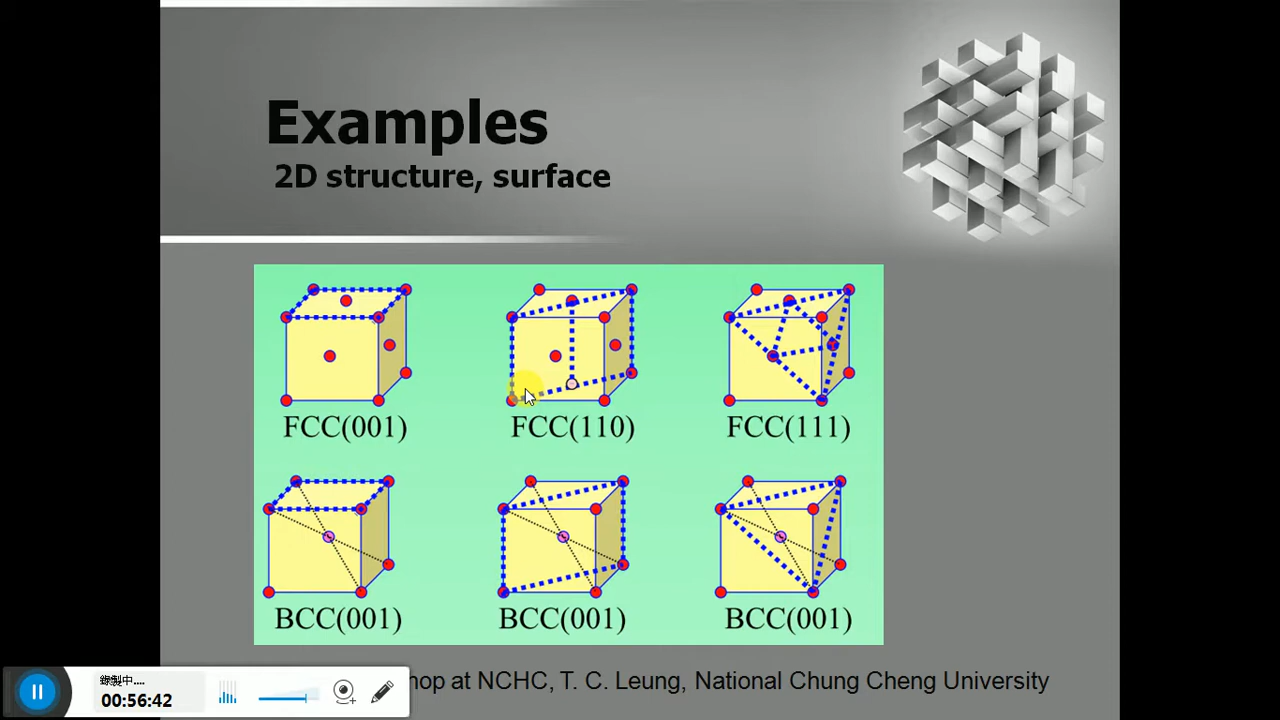 Examples
2D structure, surface
FCC(001) FCC(110) FCC(111)
BCC(001) BCC(001) BCC(001)
hop at NCHC, T. C. Leung, National Chung Cheng University
錄製中....
00:56:42